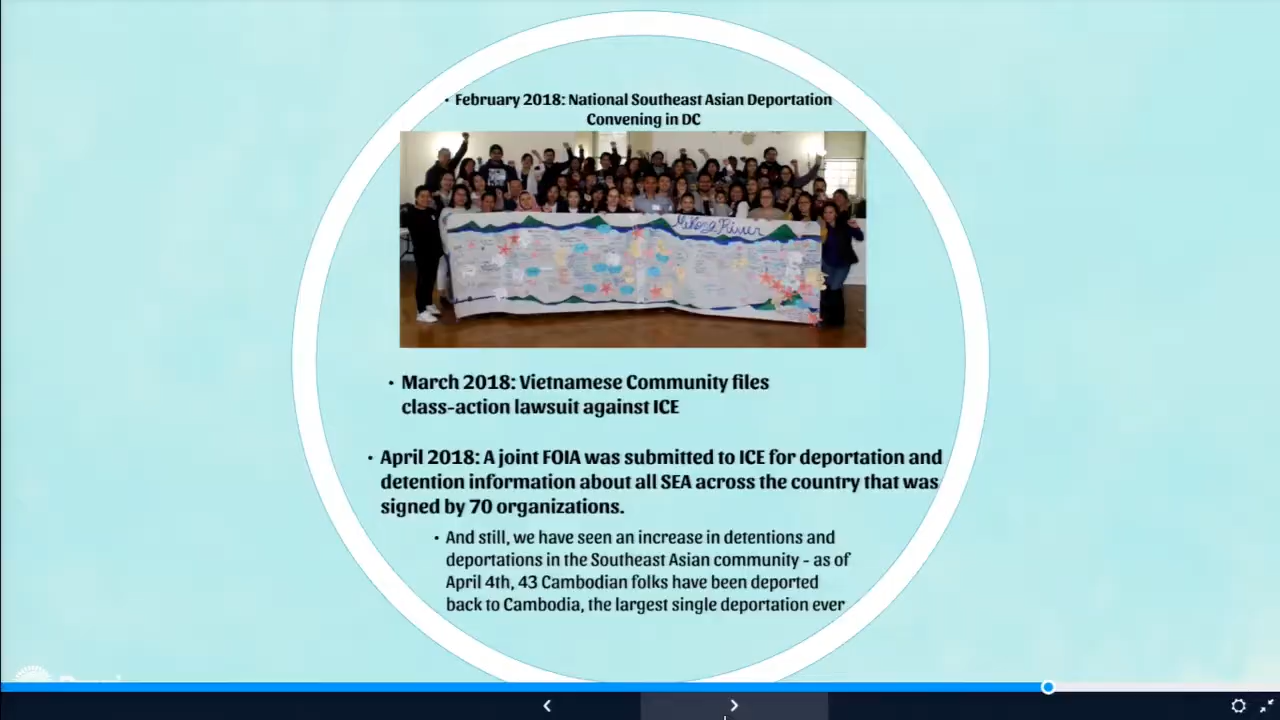 • February 2018: National Southeast Asian Deportation
Convening in DC
Mekong River
• March 2018: Vietnamese Community files
class-action lawsuit against ICE
• April 2018: A joint FOIA was submitted to ICE for deportation and
detention information about all SEA across the country that was
signed by 70 organizations.
• And still, we have seen an increase in detentions and
deportations in the Southeast Asian community - as of
April 4th, 43 Cambodian folks have been deported
back to Cambodia, the largest single deportation ever